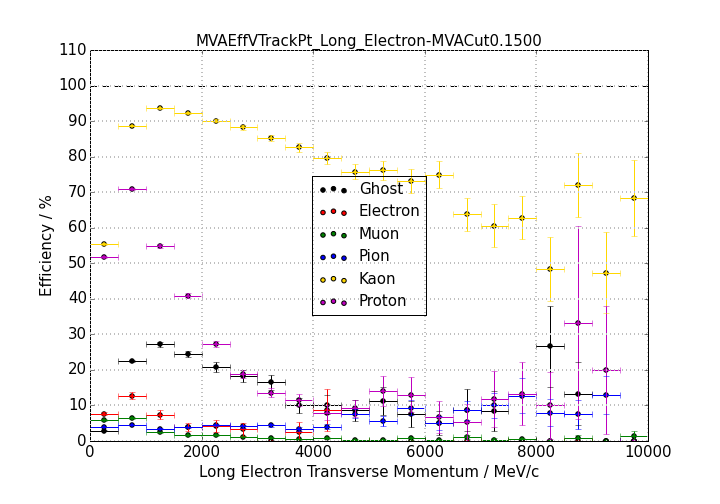 MVAEffVTrackPt_Long_Electron-MVACut0.1500
110
100
90
80
70
60
50
40
30
20
10
0
Efficiency / %
Ghost
Electron
Muon
Pion
Kaon
Proton
0 2000 4000 6000 8000 10000
Long Electron Transverse Momentum / MeV/c